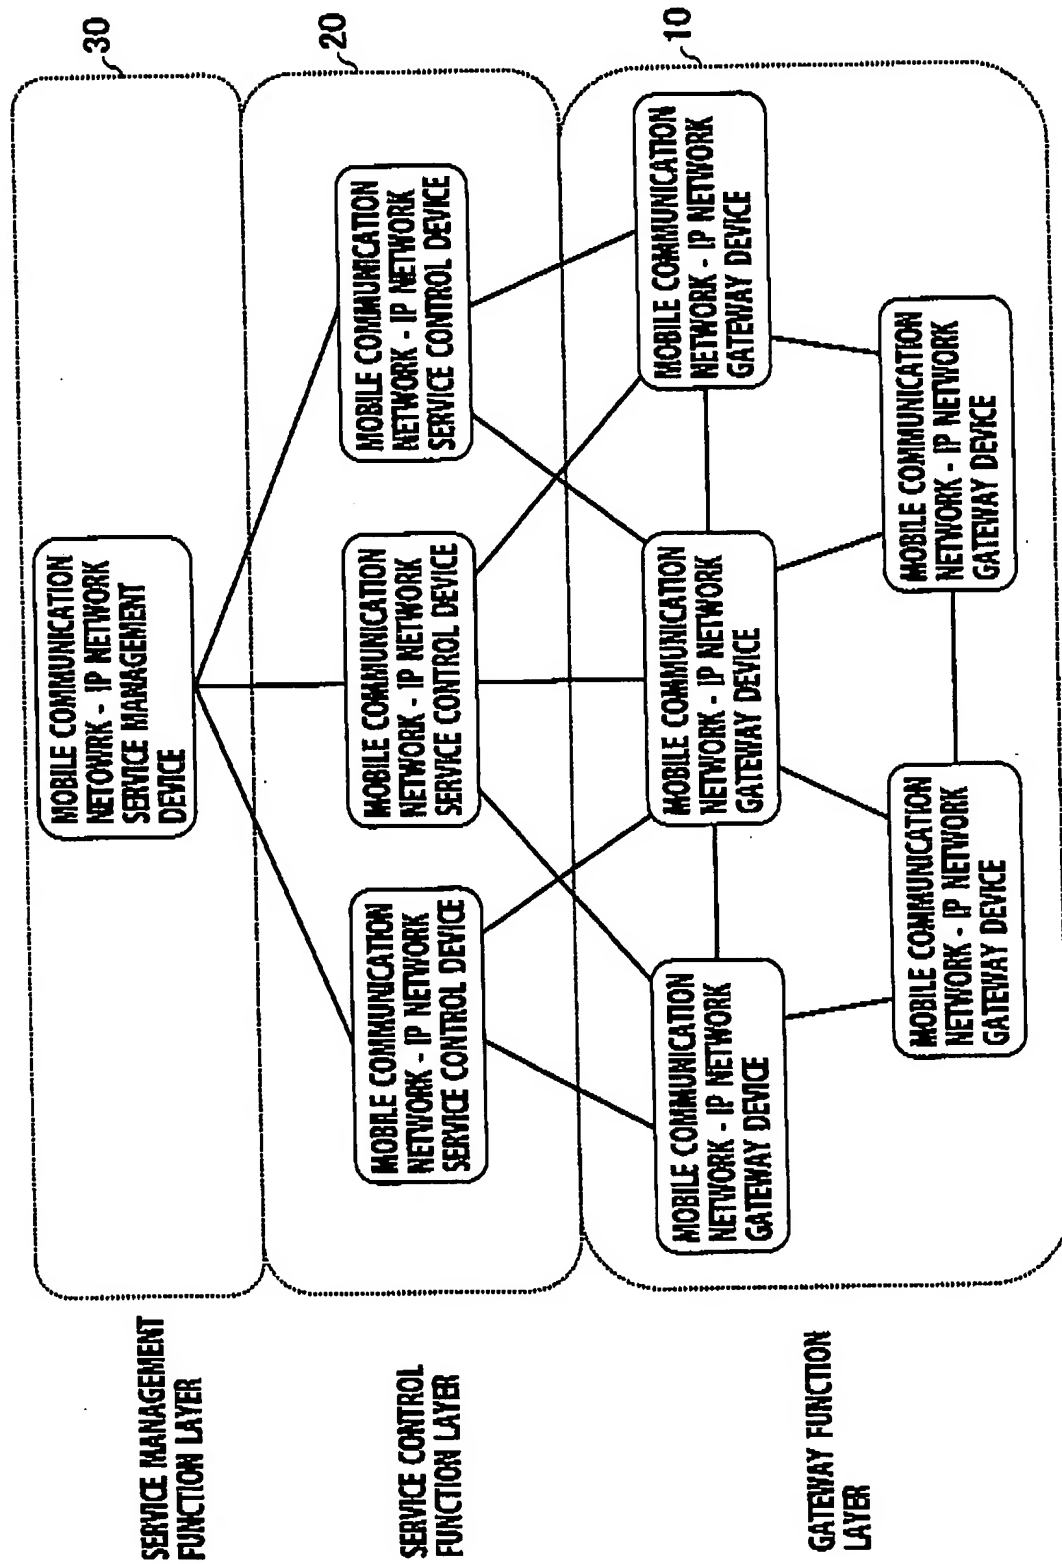 SERVICE MANAGEMENT
FUNCTION LAYER
MOBILE COMMUNICATION
NETOWRK - IP NETWORK
SERVICE MANAGEMENT
DEVICE
30
SERVICE CONTROL
FUNCTION LAYER
MOBILE COMMUNICATION
NETWORK - IP NETWORK
SERVICE CONTROL DEVICE
MOBILE COMMUNICATION
NETWORK - IP NETWORK
SERVICE CONTROL DEVICE
MOBILE COMMUNICATION
NETWORK - IP NETWORK
SERVICE CONTROL DEVICE
20
GATEWAY FUNCTION
LAYER
MOBILE COMMUNICATION
NETWORK - IP NETWORK
GATEWAY DEVICE
MOBILE COMMUNICATION
NETWORK - IP NETWORK
GATEWAY DEVICE
MOBILE COMMUNICATION
NETWORK - IP NETWORK
GATEWAY DEVICE
10
MOBILE COMMUNICATION
NETWORK - IP NETWORK
GATEWAY DEVICE
MOBILE COMMUNICATION
NETWORK - IP NETWORK
GATEWAY DEVICE